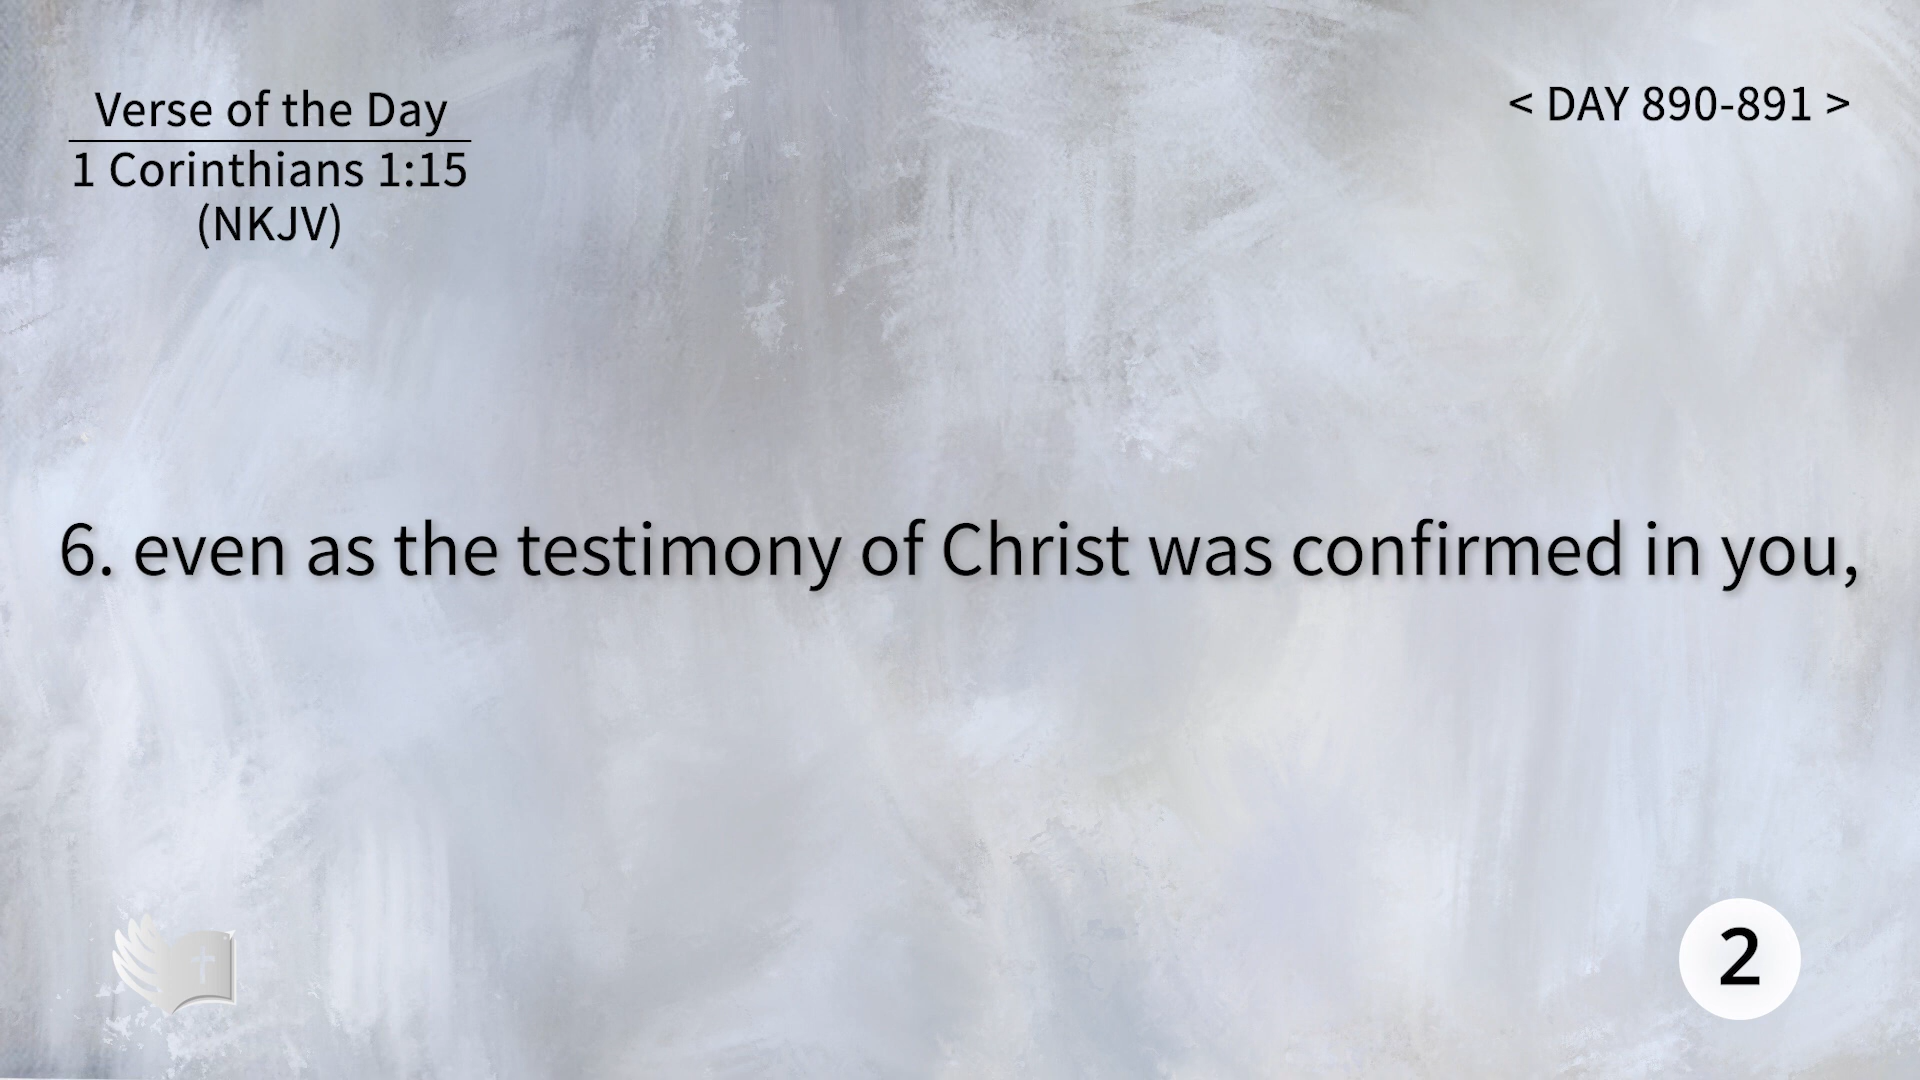 Verse of the Day
1 Corinthians 1:15
(NKJV)
< DAY 890-891 >
6. even as the testimony of Christ was confirmed in you,
2